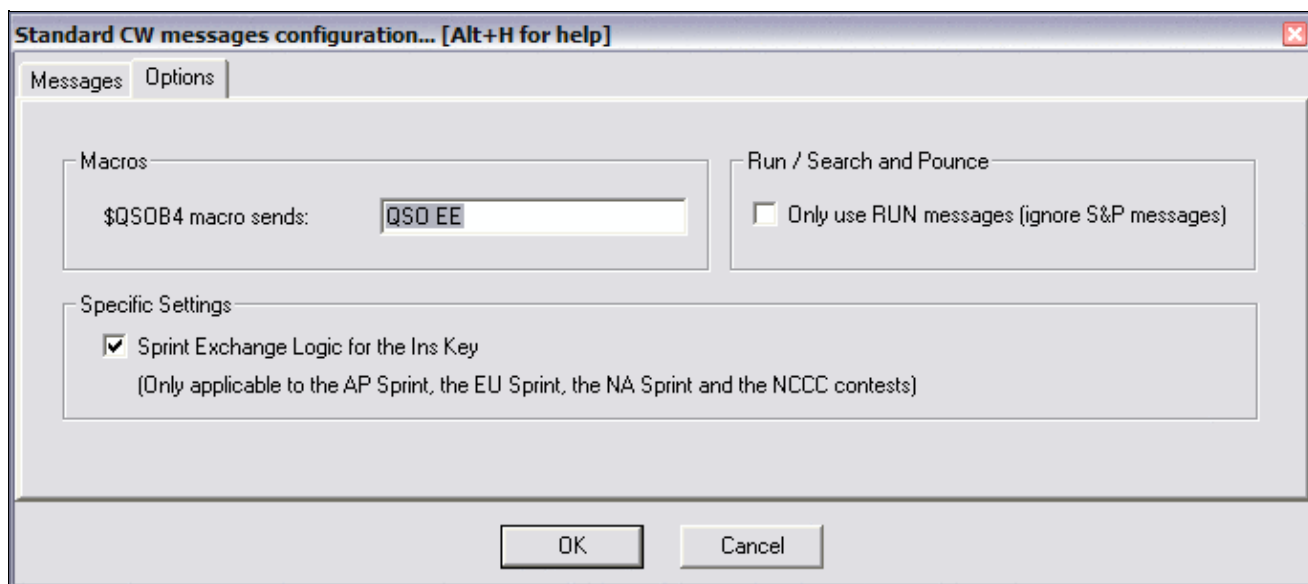 Standard CW messages configuration... [Alt+H for help]
Messages Options
Macros
$QSOB4 macro sends: QSO EE
Run / Search and Pounce
Only use RUN messages (ignore S&P messages)
Specific Settings
Sprint Exchange Logic for the Ins Key
(Only applicable to the AP Sprint, the EU Sprint, the NA Sprint and the NCCC contests)
OK Cancel